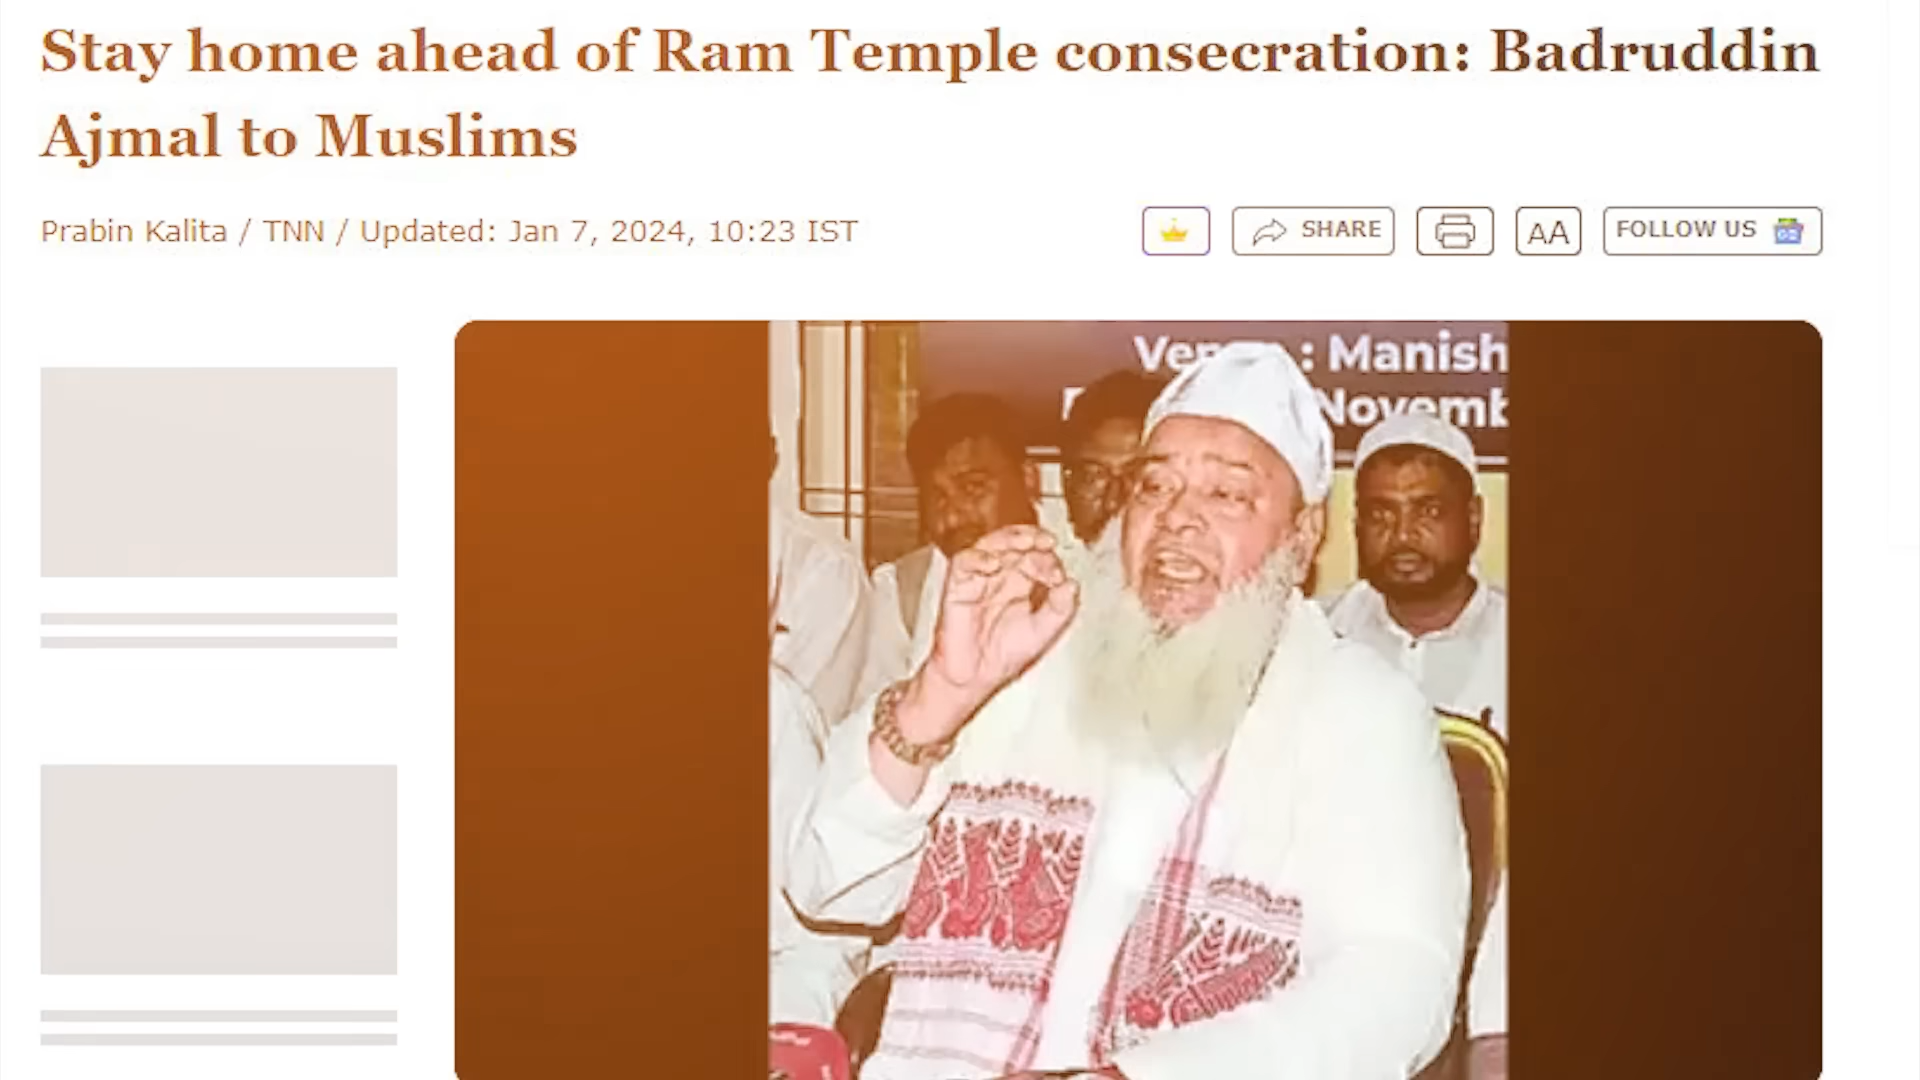 Stay home ahead of Ram Temple consecration: Badruddin
Ajmal to Muslims
Prabin Kalita / TNN / Updated: Jan 7, 2024, 10:23 IST
SHARE
AA
FOLLOW US
: Manish
Novemb